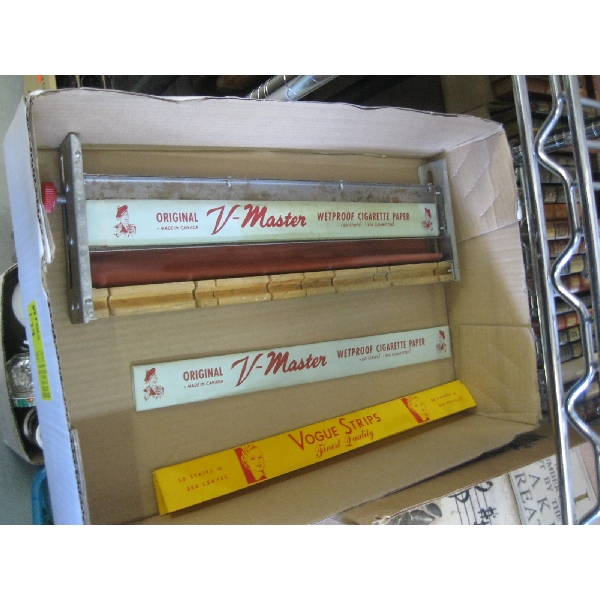 ORIGINAL V-Master WETPROOF CIGARETTE PAPER
• MADE IN CANADA
ORIGINAL V-Master WETPROOF CIGARETTE PAPER
• MADE IN CANADA
VOGUE STRIPS
Finest Quality